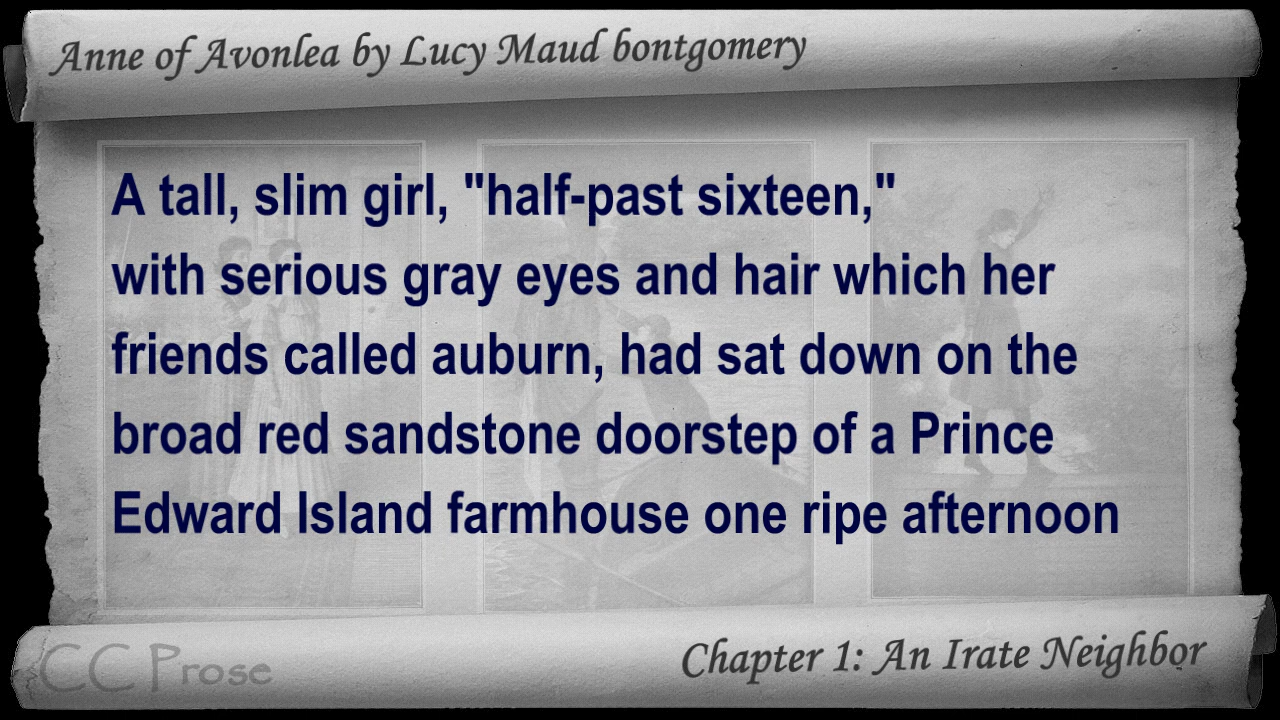 Anne of Avonlea by Lucy Maud bontgomery
A tall, slim girl, "half-past sixteen,"
with serious gray eyes and hair which her
friends called auburn, had sat down on the
broad red sandstone doorstep of a Prince
Edward Island farmhouse one ripe afternoon
CC Prose
Chapter 1: An Irate Neighbor